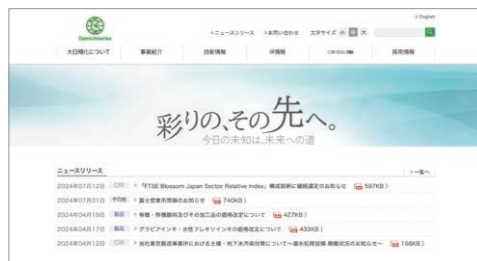 English
Dainichiseika
ニュースリリース
お問い合わせ
文字サイズ 小 中 大
大日精化について
事業紹介
技術情報
IR情報
CSR・ESG活動
採用情報
彩りの、その先へ。
今日の未知は、未来への道
ニュースリリース
一覧へ
2024年07月12日 CSR 「FTSE Blossom Japan Sector Relative Index」構成銘柄に継続選定のお知らせ ( 597KB )
2024年07月01日 その他 富士営業所閉鎖のお知らせ ( 740KB )
2024年04月19日 製品 有機・無機顔料及びその加工品の価格改定について ( 427KB )
2024年04月17日 製品 グラビアインキ・水性フレキソインキの価格改定について ( 433KB )
2024年04月12日 CSR 当社東京製造事業所における土壌・地下水汚染対策について～揚水処理設備 稼働状況のお知らせ～ ( 198KB )